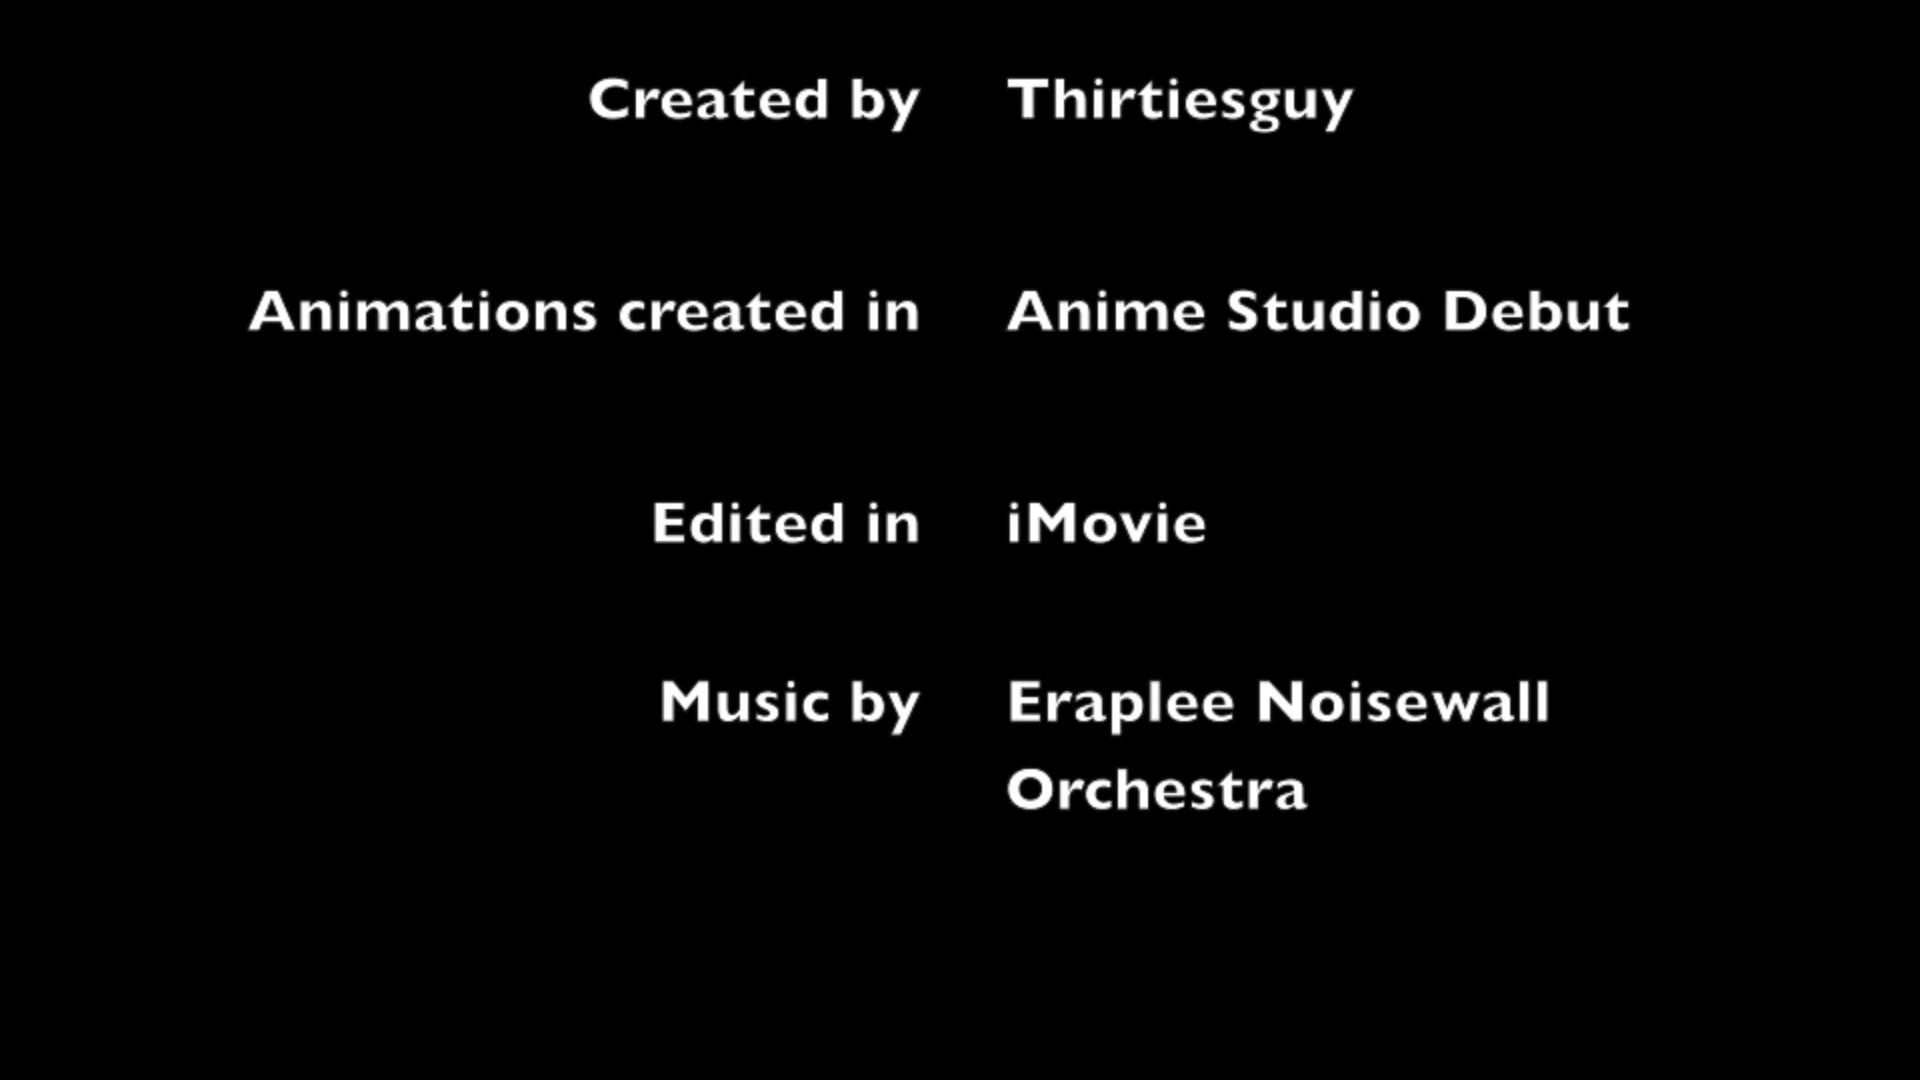 Created by Thirtiesguy
Animations created in Anime Studio Debut
Edited in iMovie
Music by Eraplee Noisewall
Orchestra